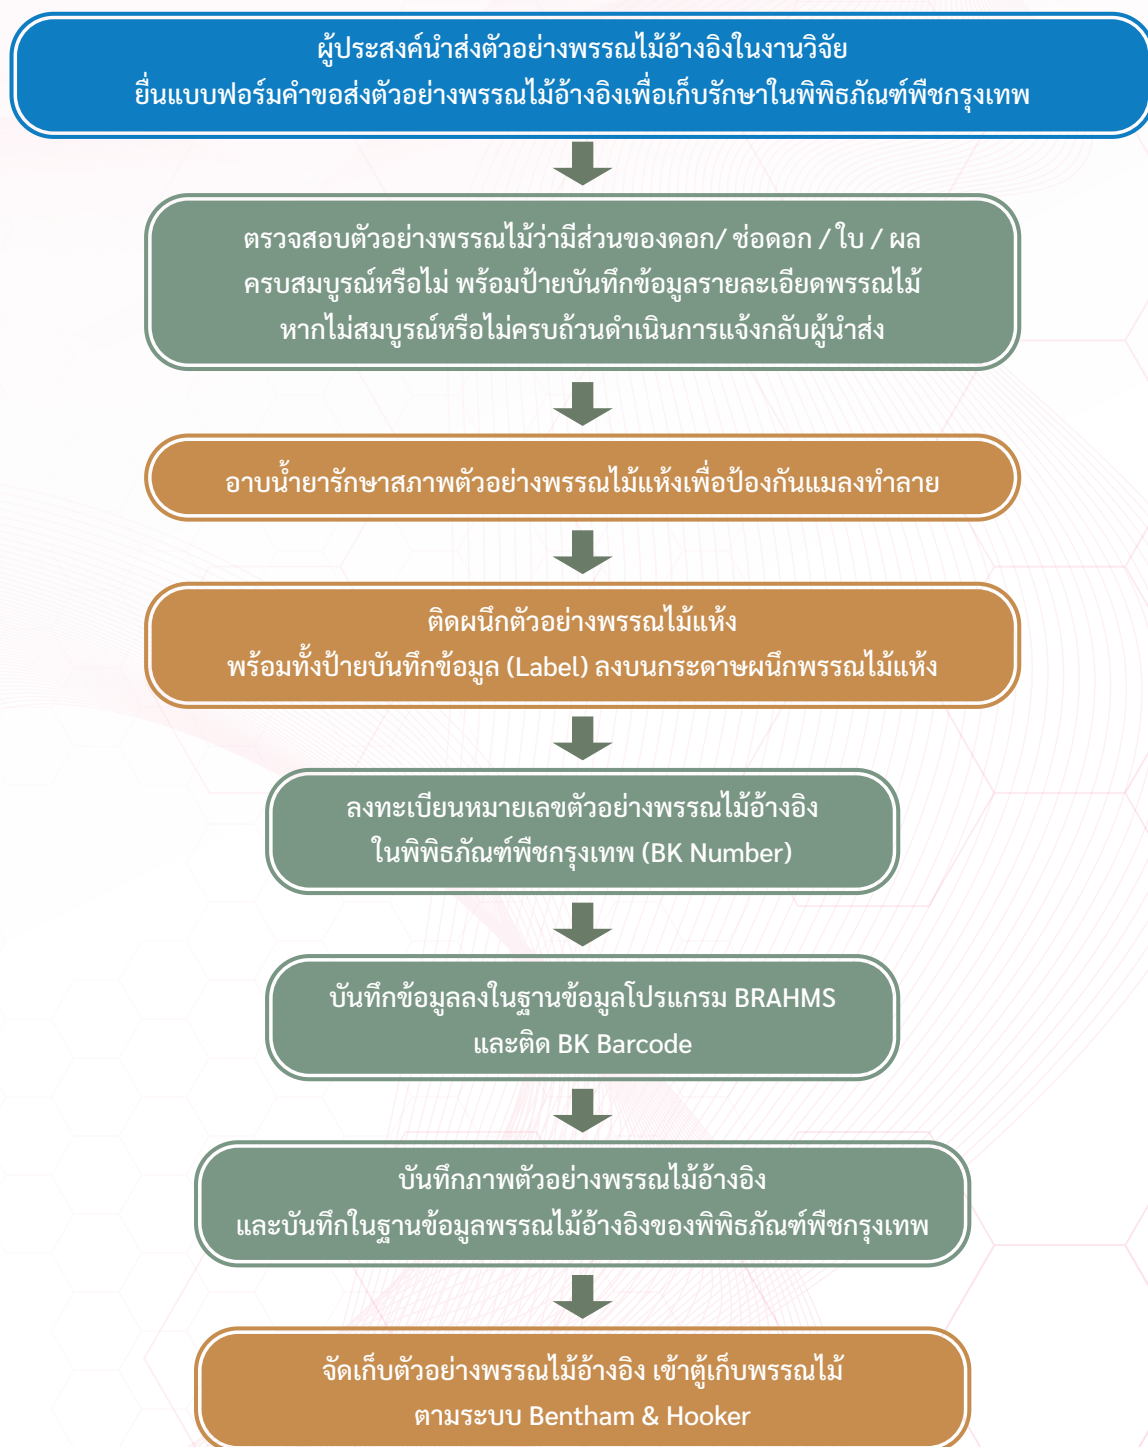 ผู้ประสงค์นำส่งตัวอย่างพรรณไม้อ้างอิงในงานวิจัย
ยื่นแบบฟอร์มคำขอส่งตัวอย่างพรรณไม้อ้างอิงเพื่อเก็บรักษาในพิพิธภัณฑ์พืชกรุงเทพ
ตรวจสอบตัวอย่างพรรณไม้ว่ามีส่วนของดอก/ ช่อดอก / ใบ / ผล
ครบสมบูรณ์หรือไม่ พร้อมป้ายบันทึกข้อมูลรายละเอียดพรรณไม้
หากไม่สมบูรณ์หรือไม่ครบถ้วนดำเนินการแจ้งกลับผู้นำส่ง
อาบน้ำยารักษาสภาพตัวอย่างพรรณไม้แห้งเพื่อป้องกันแมลงทำลาย
ติดผนึกตัวอย่างพรรณไม้แห้ง
พร้อมทั้งป้ายบันทึกข้อมูล (Label) ลงบนกระดาษผนึกพรรณไม้แห้ง
ลงทะเบียนหมายเลขตัวอย่างพรรณไม้อ้างอิง
ในพิพิธภัณฑ์พืชกรุงเทพ (BK Number)
บันทึกข้อมูลลงในฐานข้อมูลโปรแกรม BRAHMS
และติด BK Barcode
บันทึกภาพตัวอย่างพรรณไม้อ้างอิง
และบันทึกในฐานข้อมูลพรรณไม้อ้างอิงของพิพิธภัณฑ์พืชกรุงเทพ
จัดเก็บตัวอย่างพรรณไม้อ้างอิง เข้าตู้เก็บพรรณไม้
ตามระบบ Bentham & Hooker